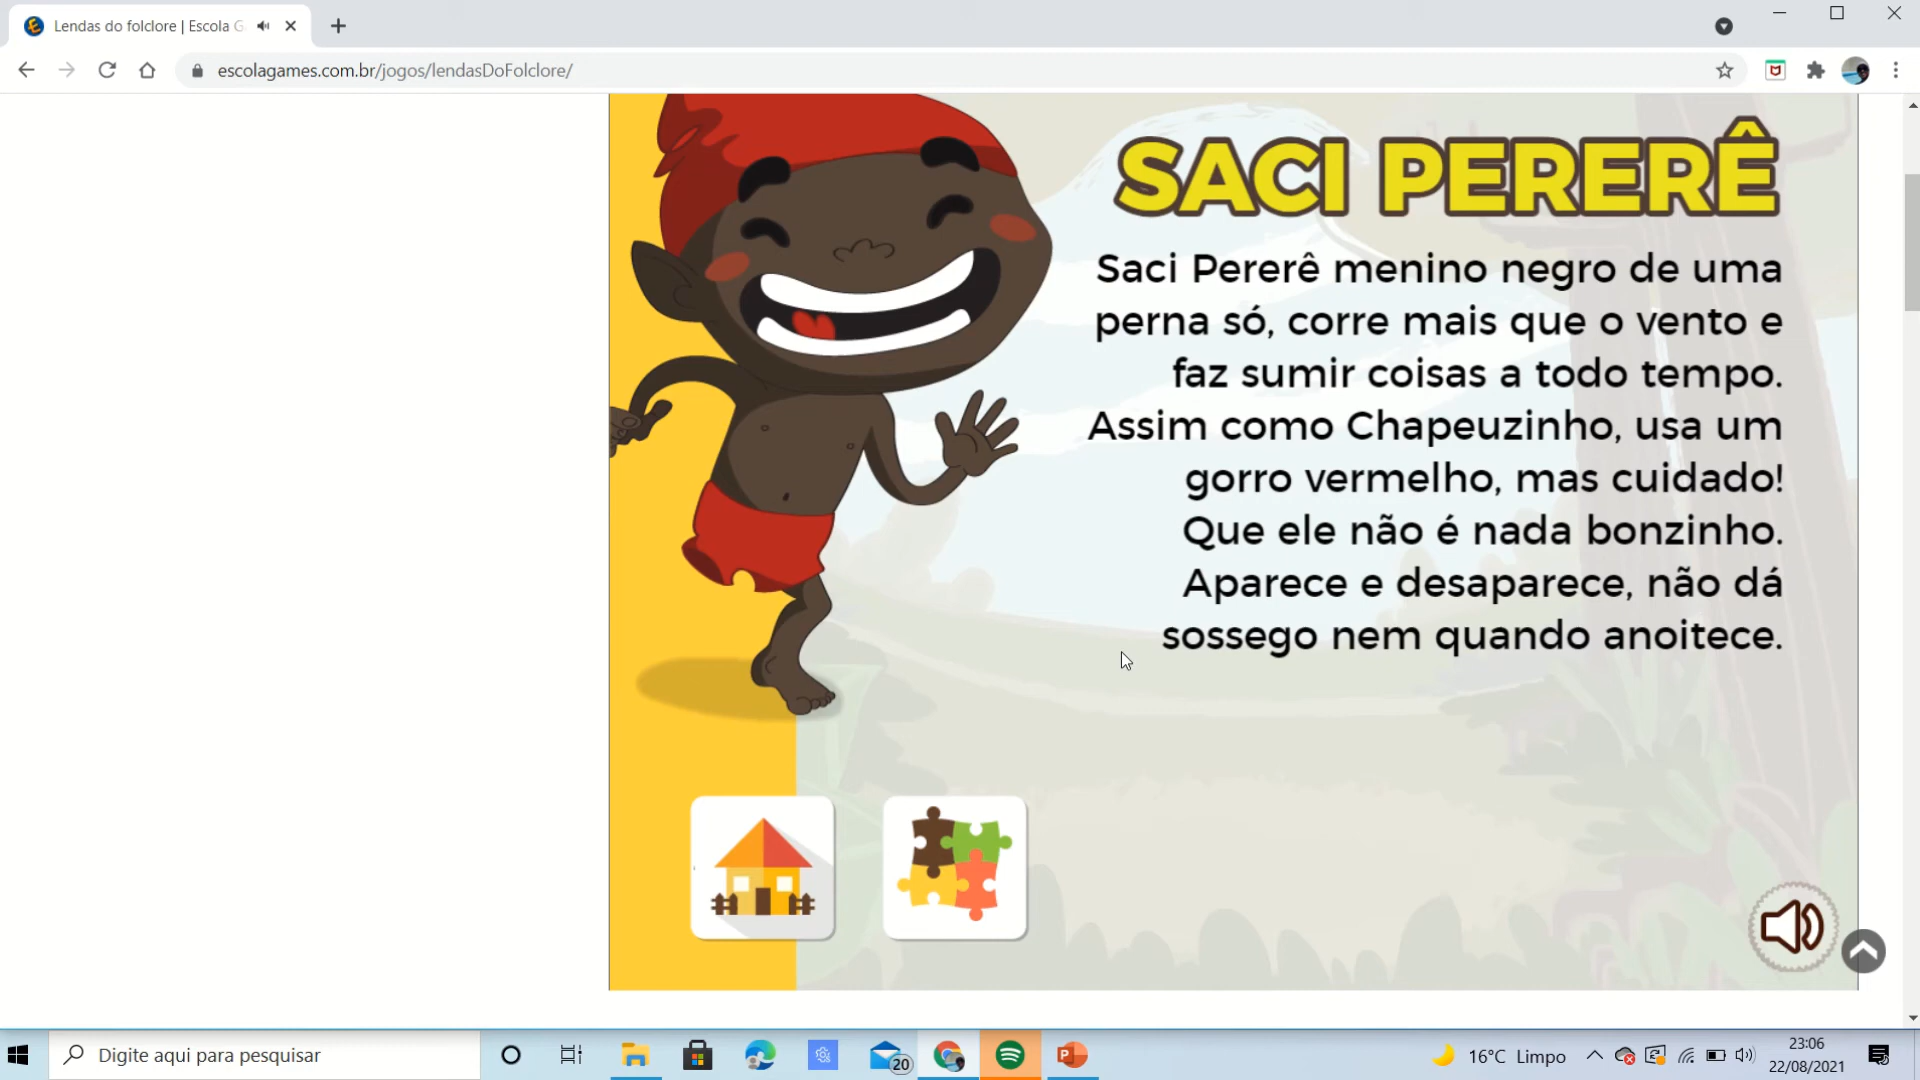 Lendas do folclore | Escola G
escolagames.com.br/jogos/lendasDoFolclore/
SACI PERERÊ
Saci Pererê menino negro de uma
perna só, corre mais que o vento e
faz sumir coisas a todo tempo.
Assim como Chapeuzinho, usa um
gorro vermelho, mas cuidado!
Que ele não é nada bonzinho.
Aparece e desaparece, não dá
sossego nem quando anoitece.
Digite aqui para pesquisar
20
16°C Limpo
23:06
22/08/2021